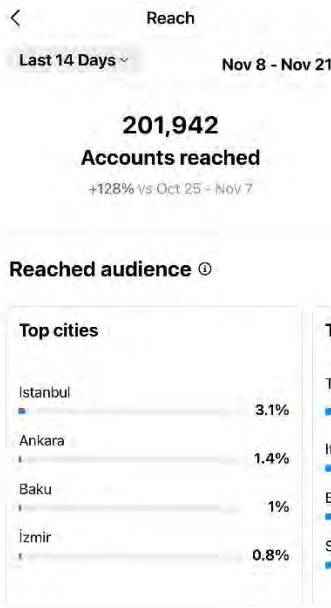 Reach
Last 14 Days
Nov 8 - Nov 21
201,942
Accounts reached
+128% vs Oct 25 - Nov 7
Reached audience
Top cities
İstanbul
3.1%
Ankara
1.4%
Baku
1%
İzmir
0.8%